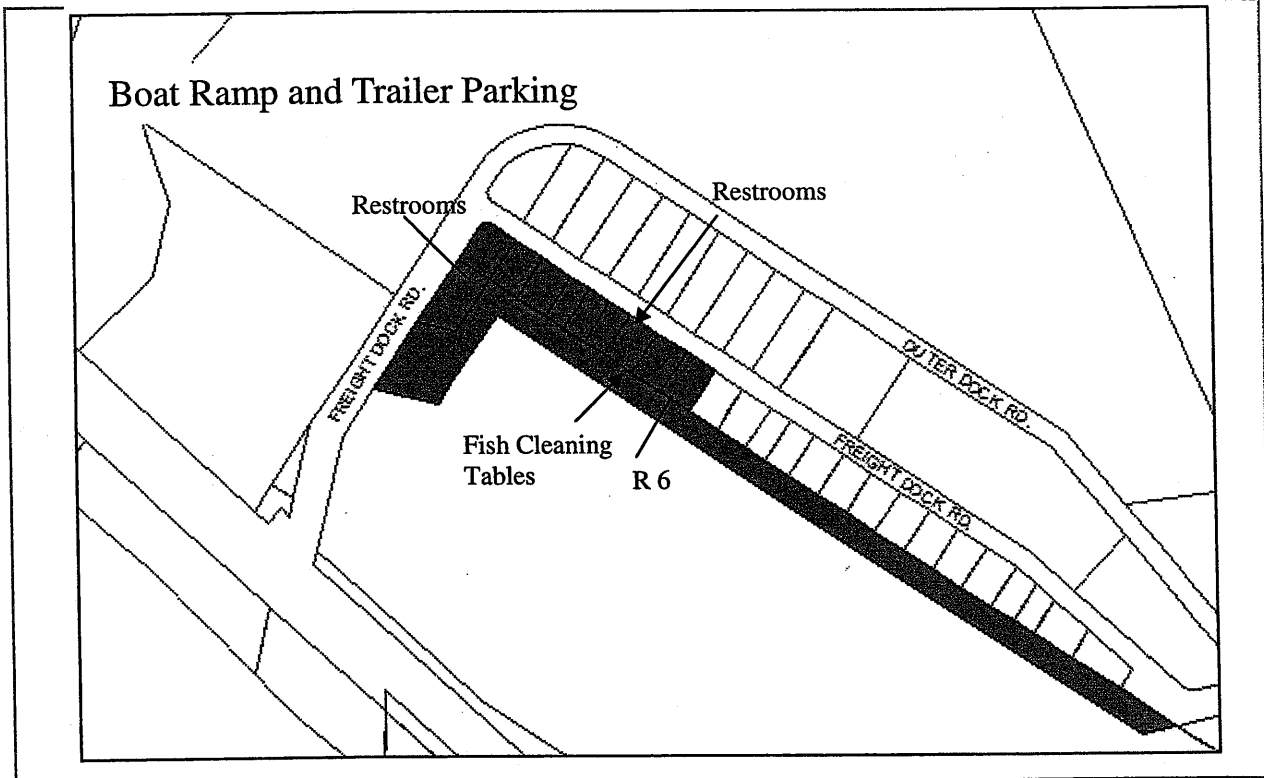 Boat Ramp and Trailer Parking
Restrooms
Restrooms
FREIGHT DOCK RD.
OUTER DOCK RD.
FREIGHT DOCK RD.
Fish Cleaning
Tables
R 6